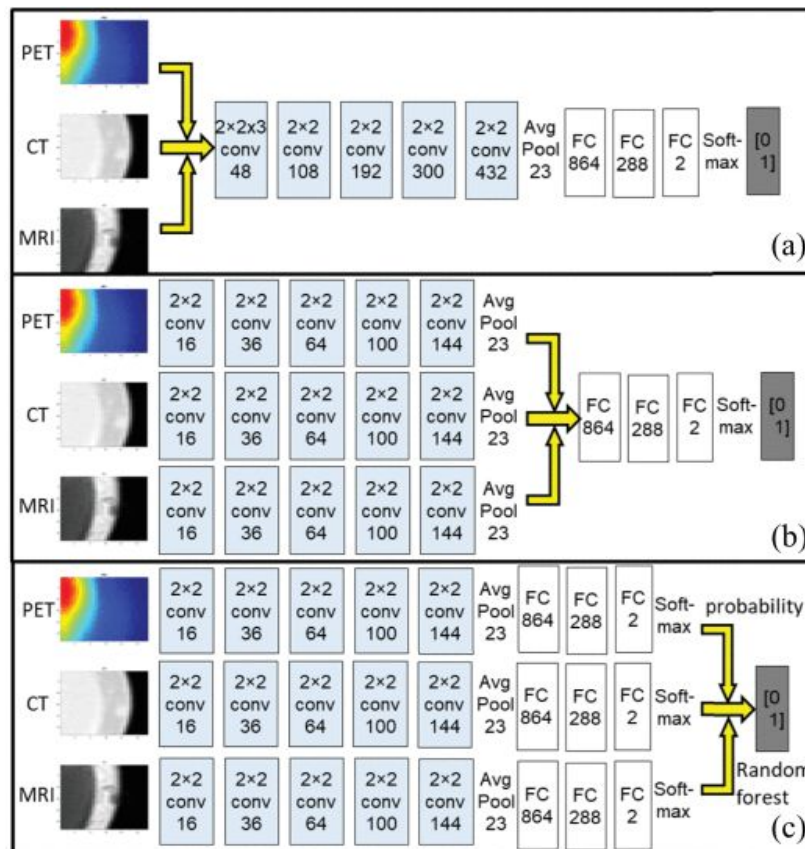 PET
CT
MRI
2×2x3 conv 48
2×2 conv 108
2×2 conv 192
2×2 conv 300
2×2 conv 432
Avg Pool 23
FC 864
FC 288
FC 2
Soft-max
[0 1]
(a)
PET
2×2 conv 16
2×2 conv 36
2×2 conv 64
2×2 conv 100
2×2 conv 144
Avg Pool 23
CT
2×2 conv 16
2×2 conv 36
2×2 conv 64
2×2 conv 100
2×2 conv 144
Avg Pool 23
MRI
2×2 conv 16
2×2 conv 36
2×2 conv 64
2×2 conv 100
2×2 conv 144
Avg Pool 23
FC 864
FC 288
FC 2
Soft-max
[0 1]
(b)
PET
2×2 conv 16
2×2 conv 36
2×2 conv 64
2×2 conv 100
2×2 conv 144
Avg Pool 23
FC 864
FC 288
FC 2
Soft-max
probability
CT
2×2 conv 16
2×2 conv 36
2×2 conv 64
2×2 conv 100
2×2 conv 144
Avg Pool 23
FC 864
FC 288
FC 2
Soft-max
[0 1]
MRI
2×2 conv 16
2×2 conv 36
2×2 conv 64
2×2 conv 100
2×2 conv 144
Avg Pool 23
FC 864
FC 288
FC 2
Soft-max
Random forest
(c)